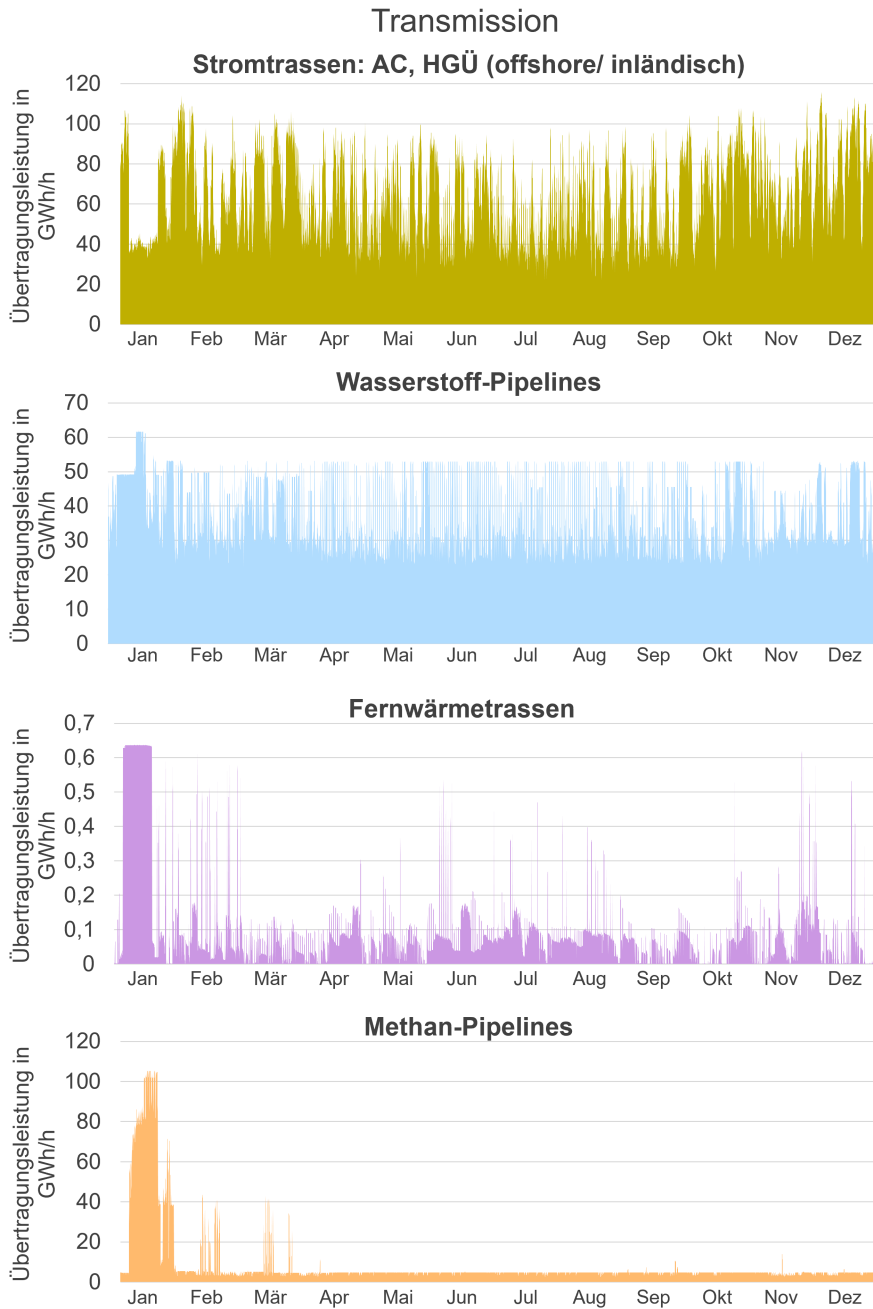 Transmission
Stromtrassen: AC, HGÜ (offshore/ inländisch)
Übertragungsleistung in
GWh/h
120
100
80
60
40
20
0
Jan Feb Mär Apr Mai Jun Jul Aug Sep Okt Nov Dez
Wasserstoff-Pipelines
Übertragungsleistung in
GWh/h
70
60
50
40
30
20
10
0
Jan Feb Mär Apr Mai Jun Jul Aug Sep Okt Nov Dez
Fernwärmetrassen
Übertragungsleistung in
GWh/h
0,7
0,6
0,5
0,4
0,3
0,2
0,1
0
Jan Feb Mär Apr Mai Jun Jul Aug Sep Okt Nov Dez
Methan-Pipelines
Übertragungsleistung in
GWh/h
120
100
80
60
40
20
0
Jan Feb Mär Apr Mai Jun Jul Aug Sep Okt Nov Dez